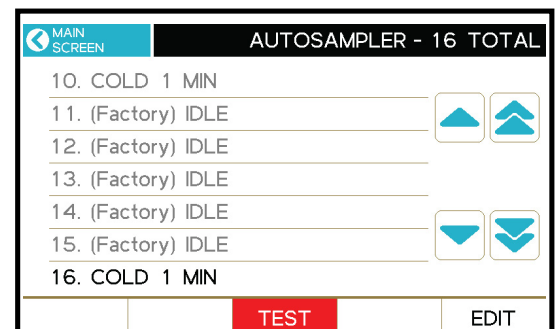 MAIN
SCREEN
AUTOSAMPLER - 16 TOTAL
10. COLD 1 MIN
11. (Factory) IDLE
12. (Factory) IDLE
13. (Factory) IDLE
14. (Factory) IDLE
15. (Factory) IDLE
16. COLD 1 MIN
TEST
EDIT